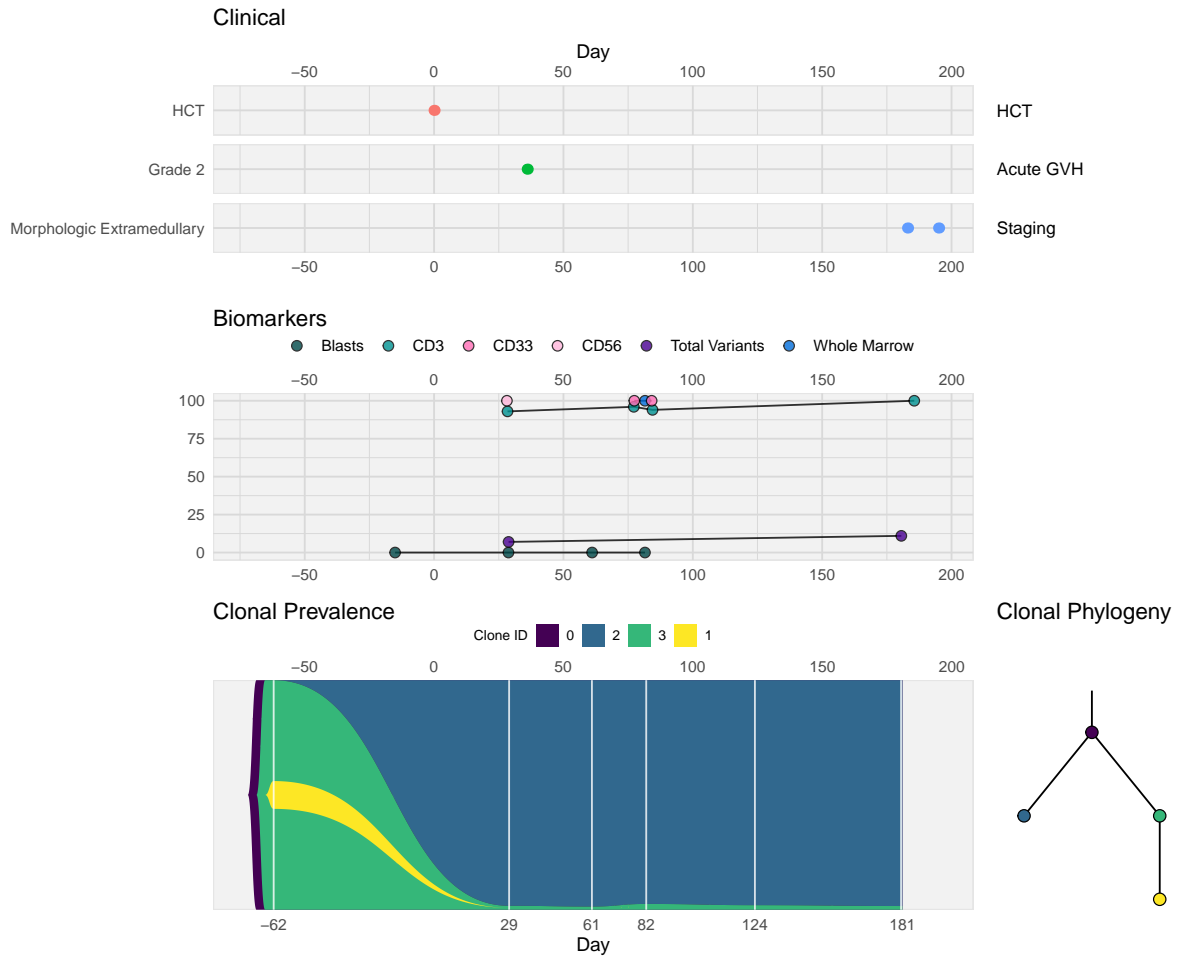 Clinical
Day
−50 0 50 100 150 200
HCT HCT
Grade 2 Acute GVH
Morphologic Extramedullary Staging
−50 0 50 100 150 200
Biomarkers
Blasts CD3 CD33 CD56 Total Variants Whole Marrow
−50 0 50 100 150 200
100
75
50
25
0
−50 0 50 100 150 200
Clonal Prevalence Clonal Phylogeny
Clone ID 0 2 3 1
−50 0 50 100 150 200
−62 29 61 82 124 181
Day